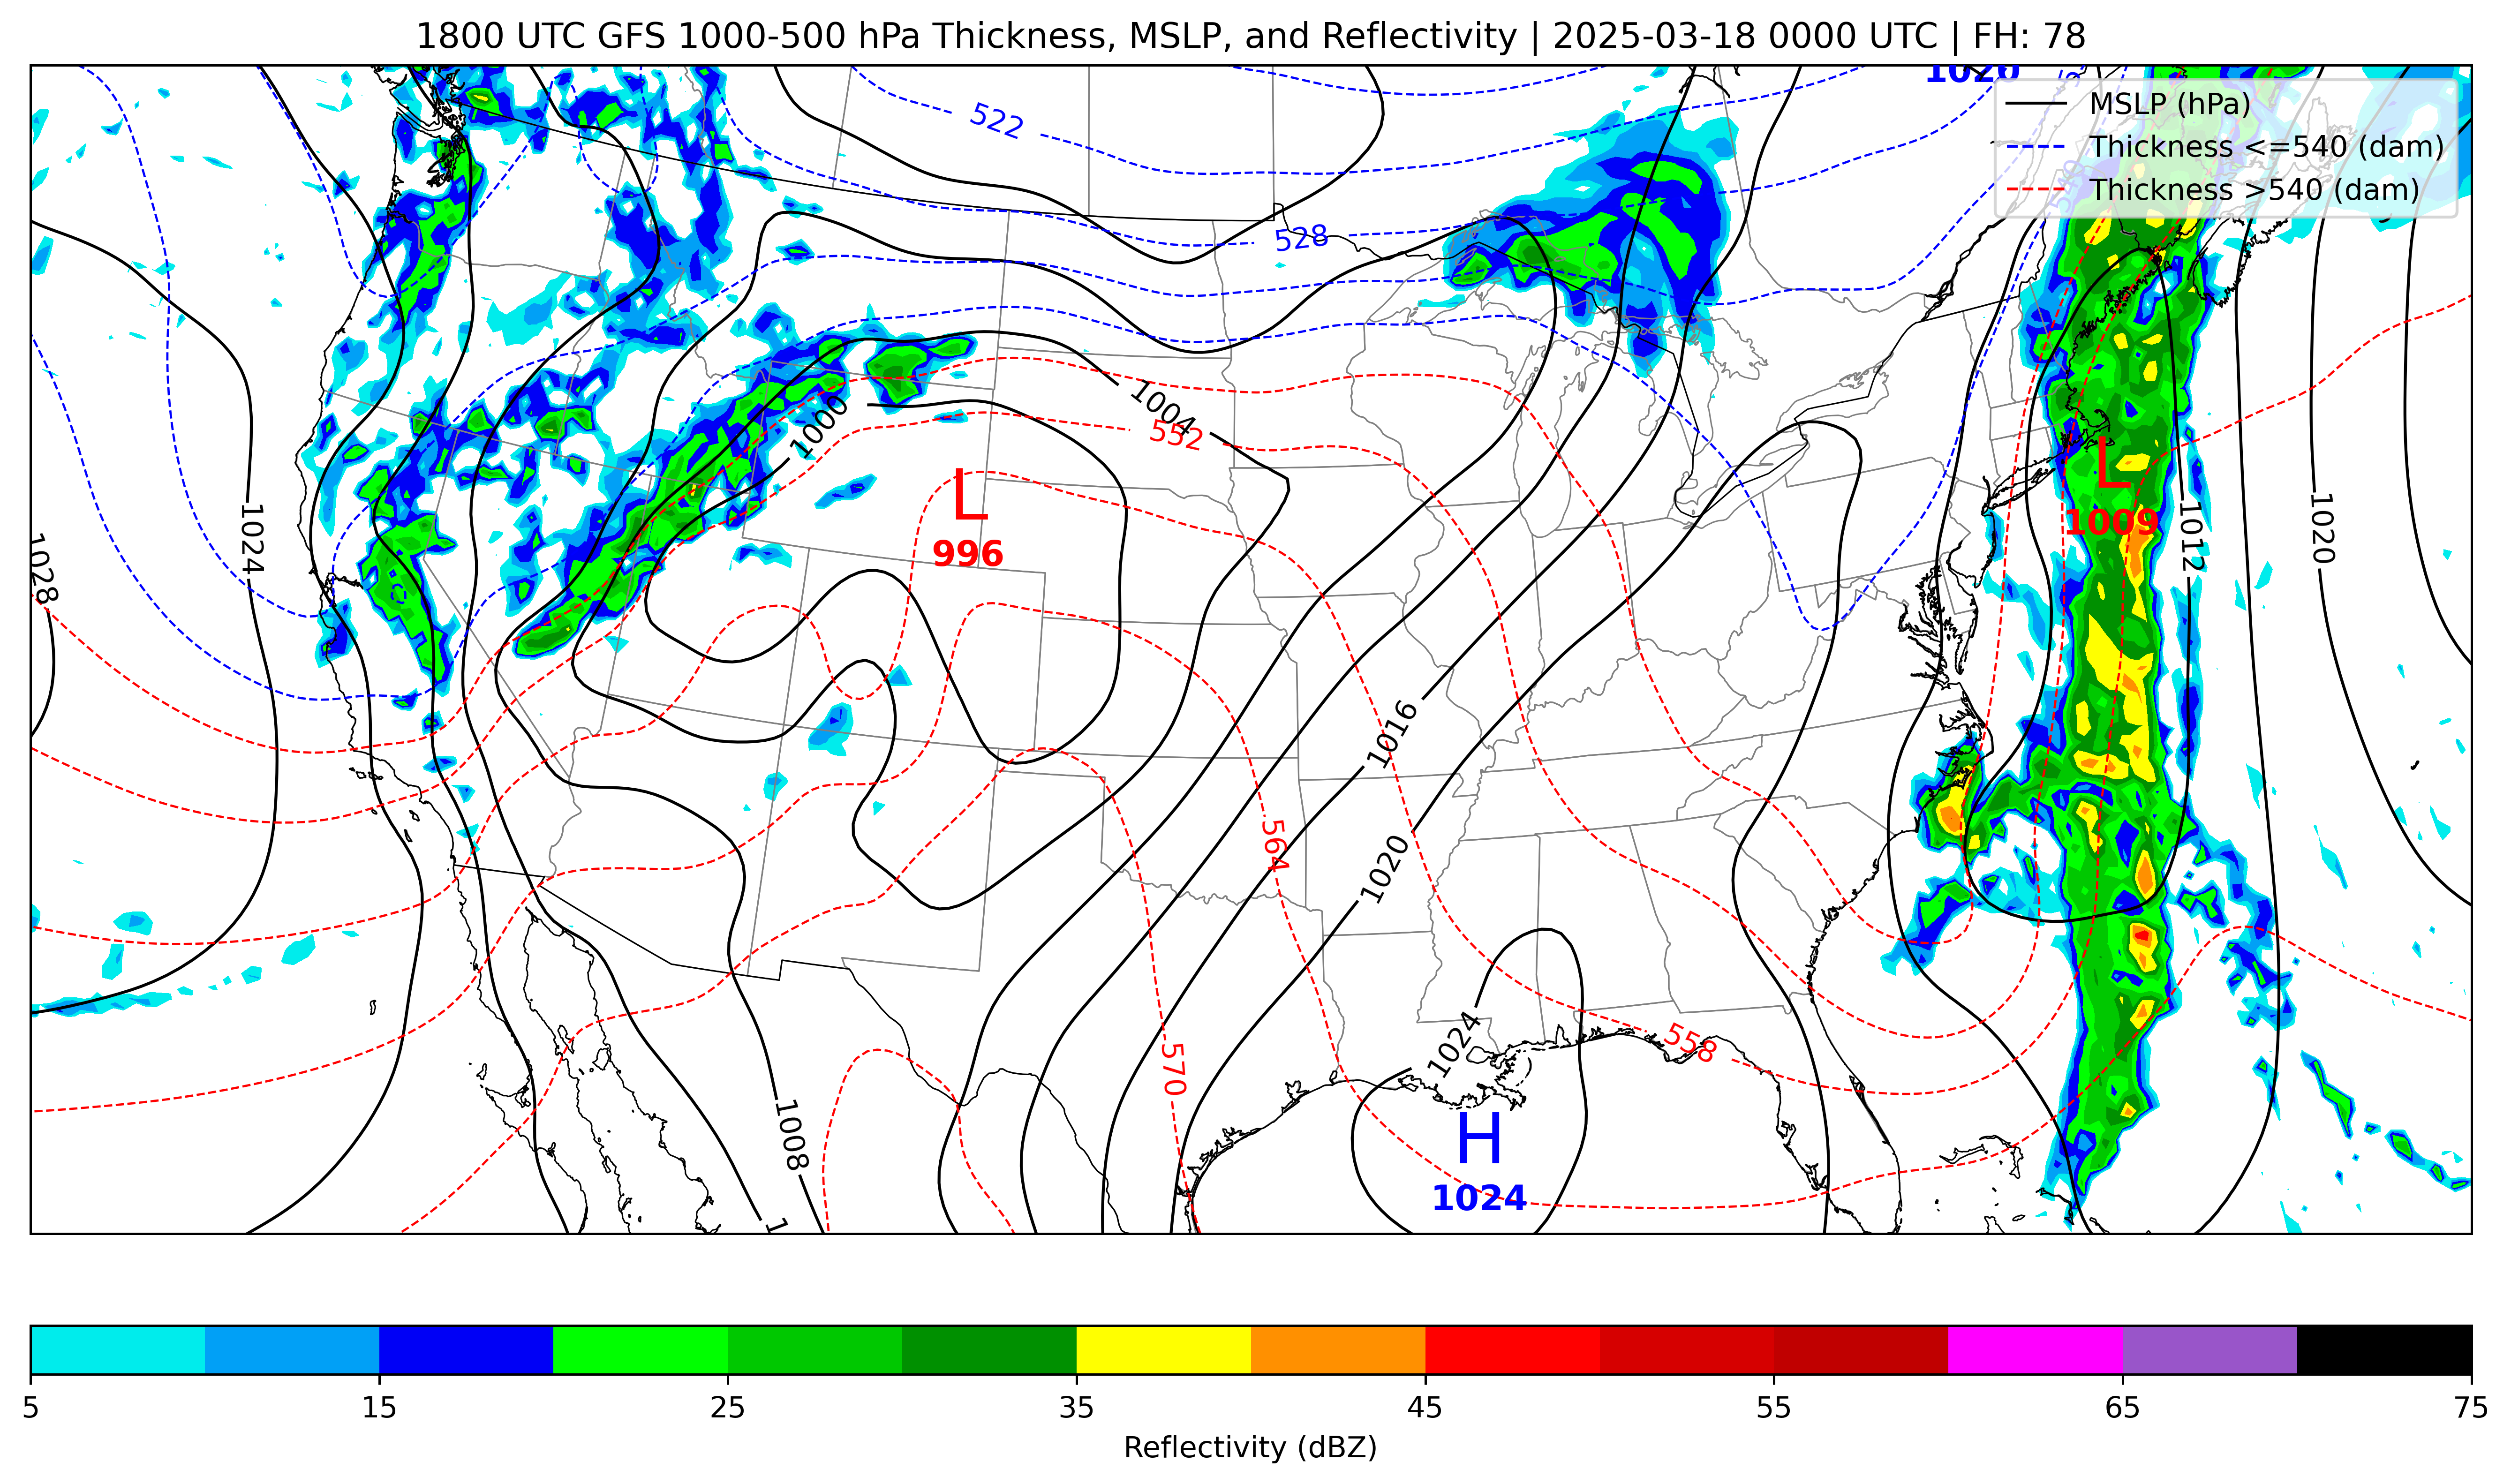 1800 UTC GFS 1000-500 hPa Thickness, MSLP, and Reflectivity | 2025-03-18 0000 UTC | FH: 78
1020
MSLP (hPa)
Thickness <=540 (dam)
Thickness >540 (dam)
522
528
540
1004
1000
552
L
996
L
1009
1028
1024
1012
1020
1016
564
1020
1024
558
570
1008
1
H
1024
5 15 25 35 45 55 65 75
Reflectivity (dBZ)